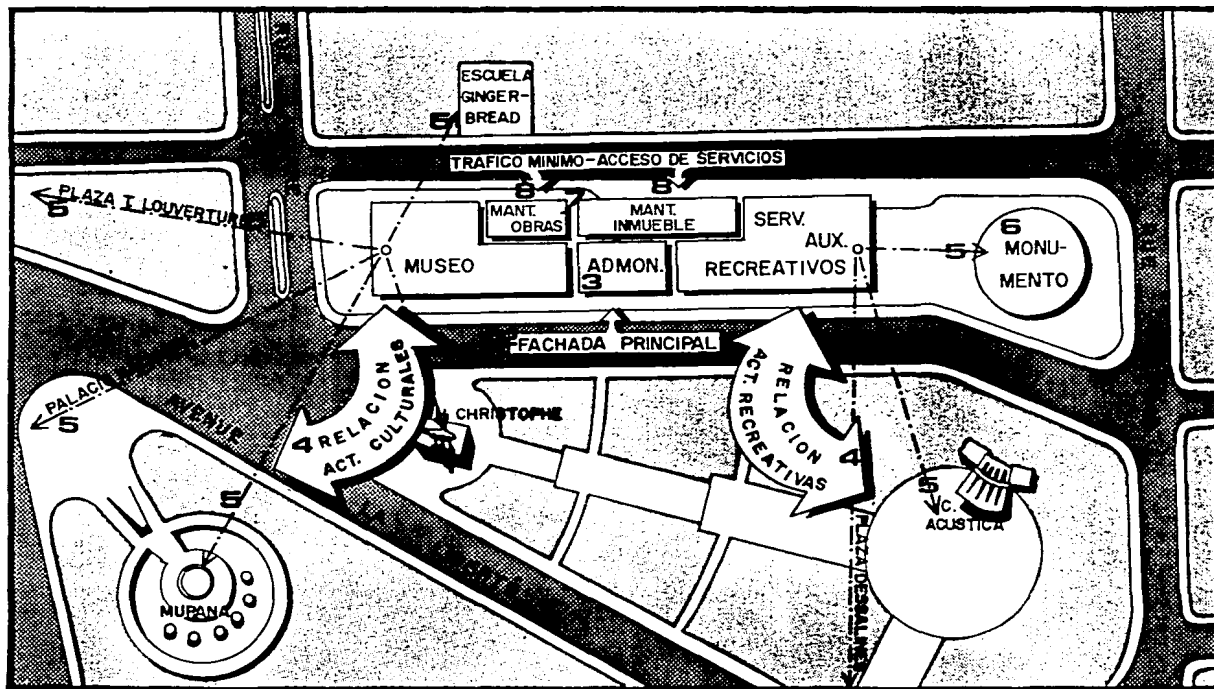 RUE
ESCUELA
GINGER-
BREAD
5
TRAFICO MINIMO-ACCESO DE SERVICIOS
8
8
7
PLAZA T LOUVERTURE
5
MANT.
OBRAS
MANT.
INMUEBLE
SERV.
AUX.
RECREATIVOS
MUSEO
ADMON.
3
5
6
MONU-
MENTO
RUE
FACHADA PRINCIPAL
PALACIO
5
AVENUE
4 RELACION
ACT. CULTURALES
CHRISTOPHE
RELACION 4
ACT. RECREATIVAS
5
5
C.
ACUSTICA
MUPANA
PLAZA DESSALINES